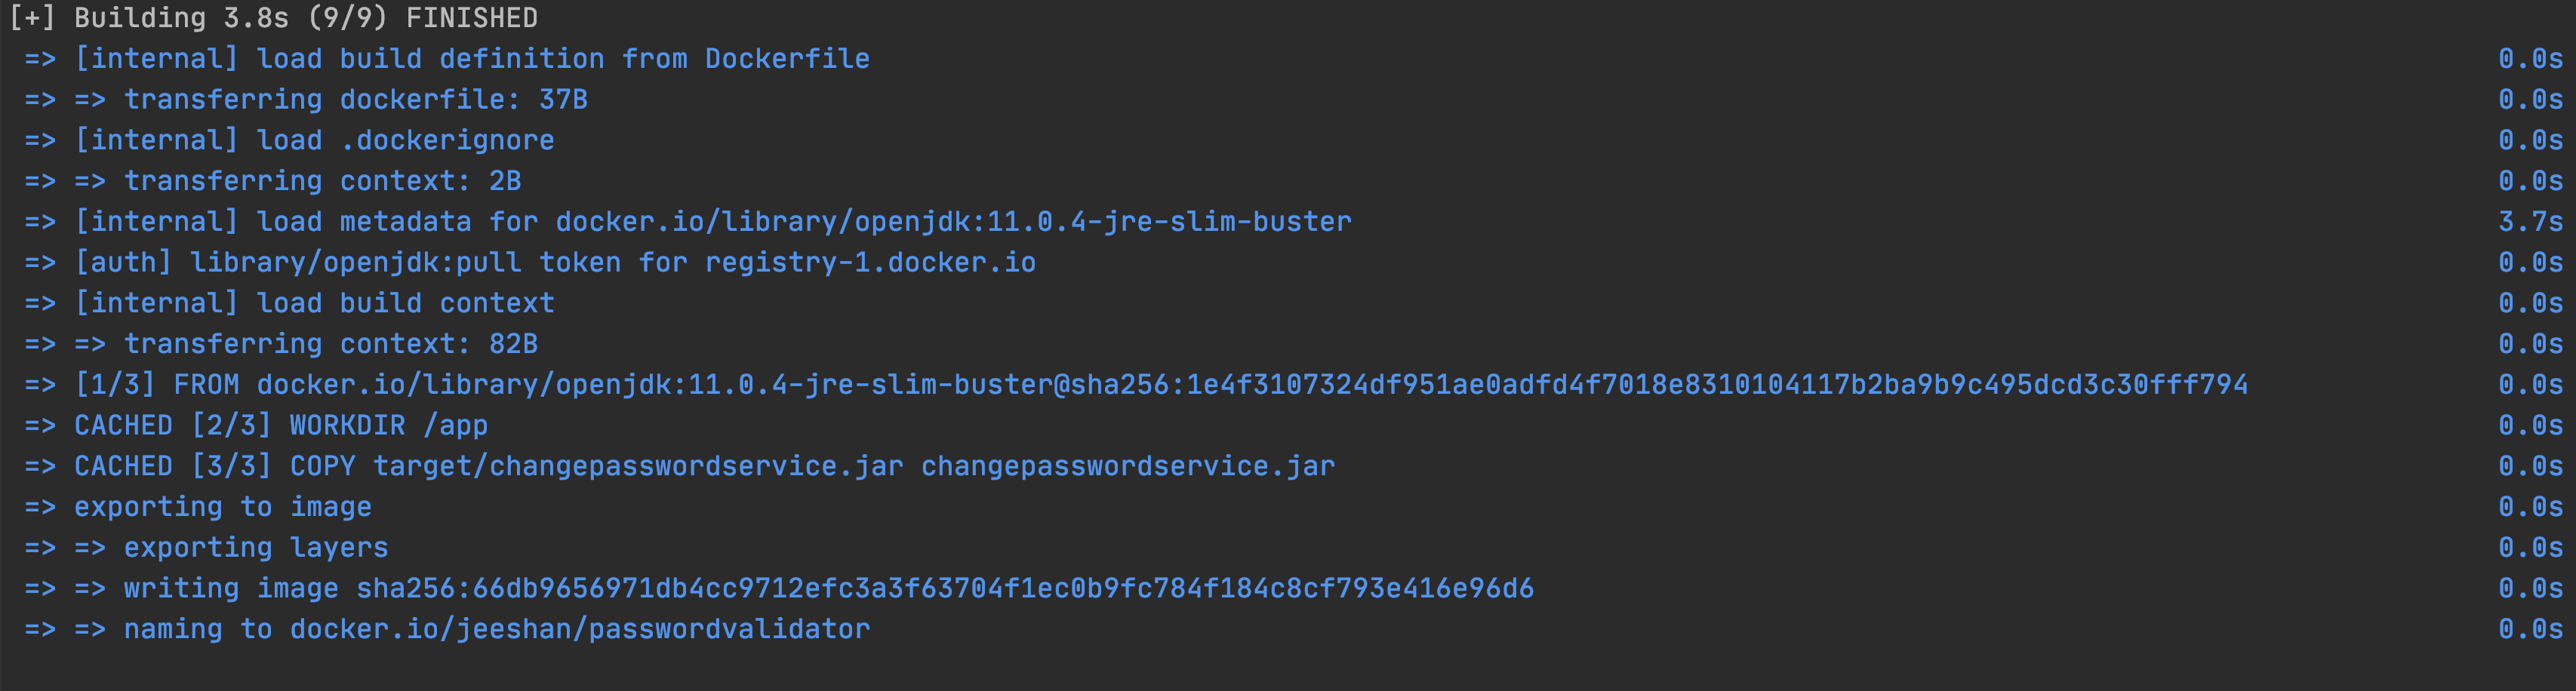 [+] Building 3.8s (9/9) FINISHED
=> [internal] load build definition from Dockerfile 0.0s
=> => transferring dockerfile: 37B 0.0s
=> [internal] load .dockerignore 0.0s
=> => transferring context: 2B 0.0s
=> [internal] load metadata for docker.io/library/openjdk:11.0.4-jre-slim-buster 3.7s
=> [auth] library/openjdk:pull token for registry-1.docker.io 0.0s
=> [internal] load build context 0.0s
=> => transferring context: 82B 0.0s
=> [1/3] FROM docker.io/library/openjdk:11.0.4-jre-slim-buster@sha256:1e4f3107324df951ae0adfd4f7018e8310104117b2ba9b9c495dcd3c30fff794 0.0s
=> CACHED [2/3] WORKDIR /app 0.0s
=> CACHED [3/3] COPY target/changepasswordservice.jar changepasswordservice.jar 0.0s
=> exporting to image 0.0s
=> => exporting layers 0.0s
=> => writing image sha256:66db9656971db4cc9712efc3a3f63704f1ec0b9fc784f184c8cf793e416e96d6 0.0s
=> => naming to docker.io/jeeshan/passwordvalidator 0.0s